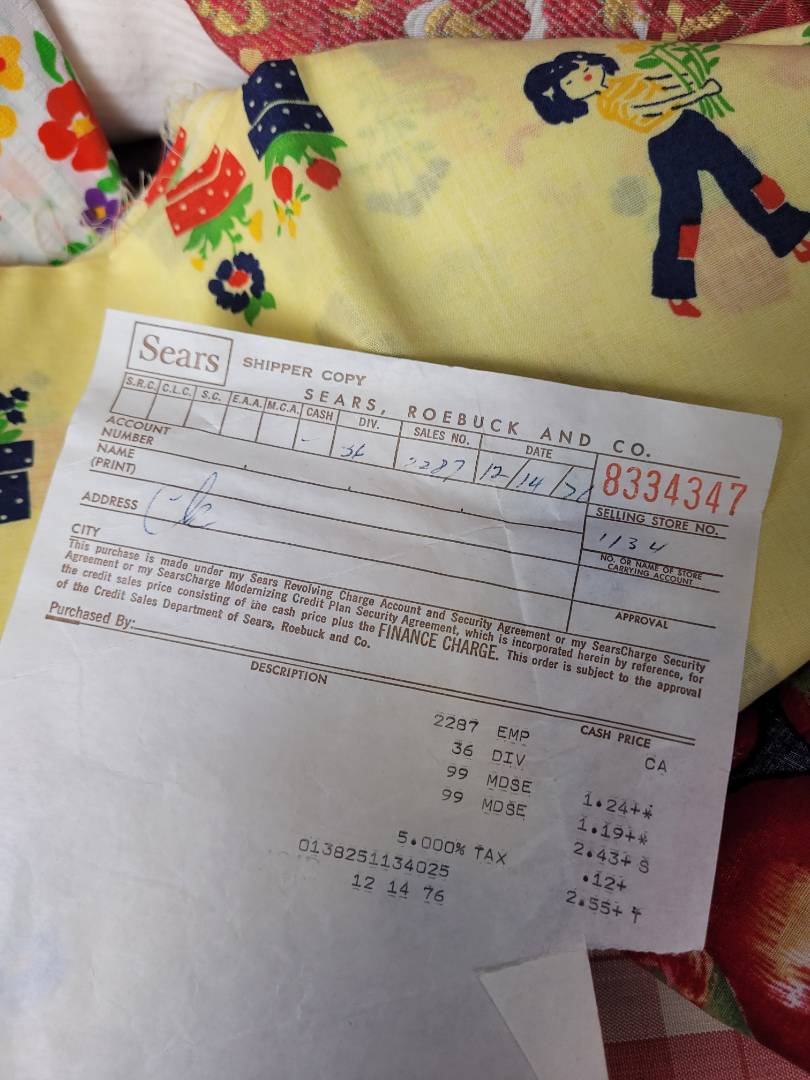 Sears SHIPPER COPY
SEARS, ROEBUCK AND CO.
S.R.C. C.L.C. S.C. E.A.A. M.C.A. CASH DIV. SALES NO. DATE
36 2287 12/14/76
8334347
ACCOUNT NUMBER
SELLING STORE NO.
1134
NAME (PRINT)
NO. OR NAME OF STORE CARRYING ACCOUNT
ADDRESS
CITY
APPROVAL
This purchase is made under my Sears Revolving Charge Account and Security Agreement or my SearsCharge Security
Agreement or my SearsCharge Modernizing Credit Plan Security Agreement, which is incorporated herein by reference, for
the credit sales price consisting of the cash price plus the FINANCE CHARGE. This order is subject to the approval
of the Credit Sales Department of Sears, Roebuck and Co.
Purchased By:
DESCRIPTION CASH PRICE
2287 EMP CA
36 DIV
99 MDSE 1.24+*
99 MDSE 1.19+*
2.43+ S
5.000% TAX .12+
0138251134025 2.55+ T
12 14 76